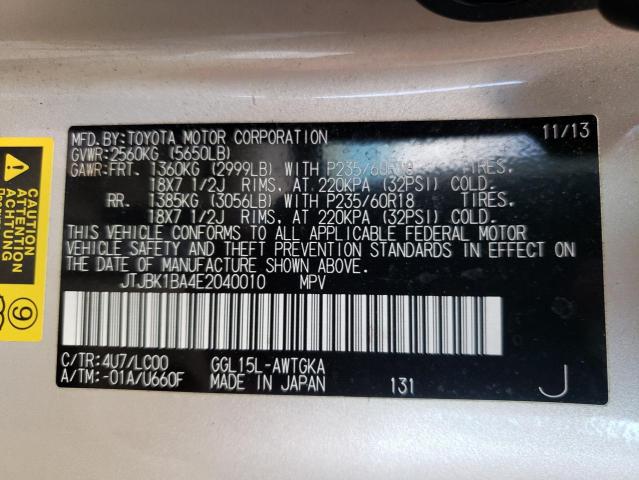 MFD.BY:TOYOTA MOTOR CORPORATION 11/13
GVWR:2560KG (5650LB)
GAWR:FRT. 1360KG (2999LB) WITH P235/60R18 TIRES,
18X7 1/2J RIMS, AT 220KPA (32PSI) COLD.
RR. 1385KG (3056LB) WITH P235/60R18 TIRES,
18X7 1/2J RIMS, AT 220KPA (32PSI) COLD.
THIS VEHICLE CONFORMS TO ALL APPLICABLE FEDERAL MOTOR
VEHICLE SAFETY AND THEFT PREVENTION STANDARDS IN EFFECT ON
THE DATE OF MANUFACTURE SHOWN ABOVE.
JTJBK1BA4E2040010 MPV
C/TR:4U7/LC00 GGL15L-AWTGKA
A/TM:-01A/U660F MADE IN JAPAN 131 J
CAUTION
ATTENTION
ACHTUNG
9